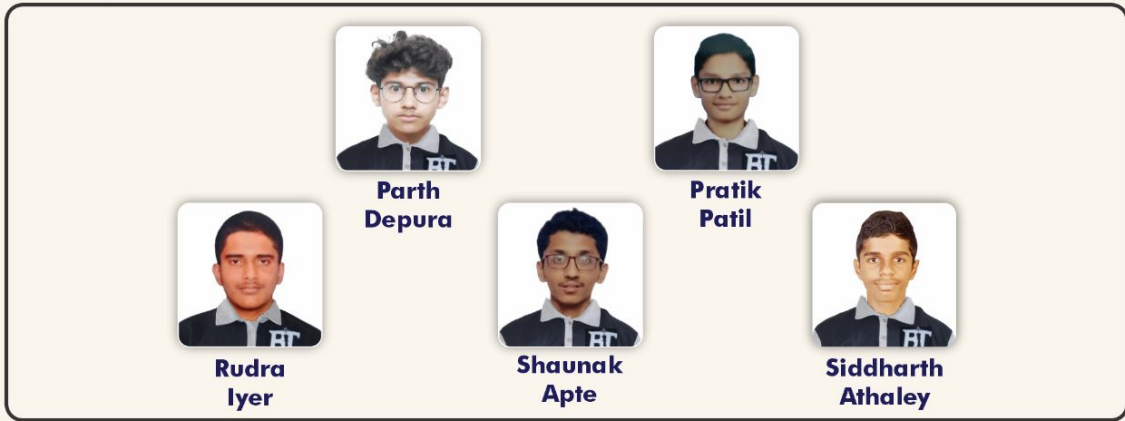 Parth
Depura
Pratik
Patil
Rudra
Iyer
Shaunak
Apte
Siddharth
Athaley